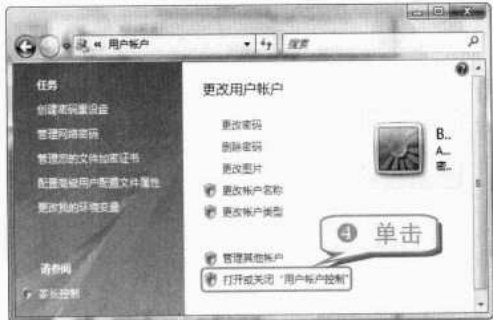 « 用户帐户
搜索
任务
创建密码重设盘
管理网络密码
管理您的文件加密证书
配置高级用户配置文件属性
更改我的环境变量
请参阅
家长控制
更改用户帐户
更改密码
删除密码
更改图片
更改帐户名称
更改帐户类型
管理其他帐户
打开或关闭“用户帐户控制”
B...
A...
密...
4 单击